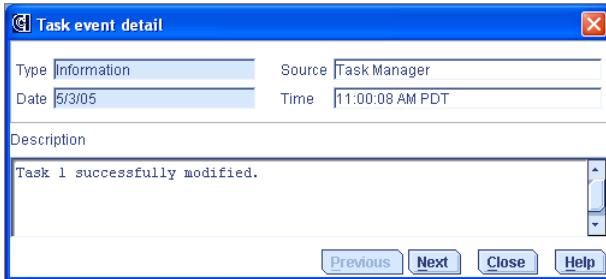 Task event detail
Type Information Source Task Manager
Date 5/3/05 Time 11:00:08 AM PDT
Description
Task 1 successfully modified.
Previous Next Close Help